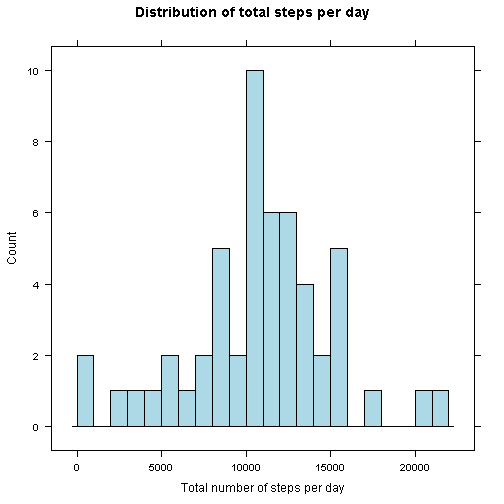 Distribution of total steps per day
10
8
6
4
2
0
Count
0 5000 10000 15000 20000
Total number of steps per day